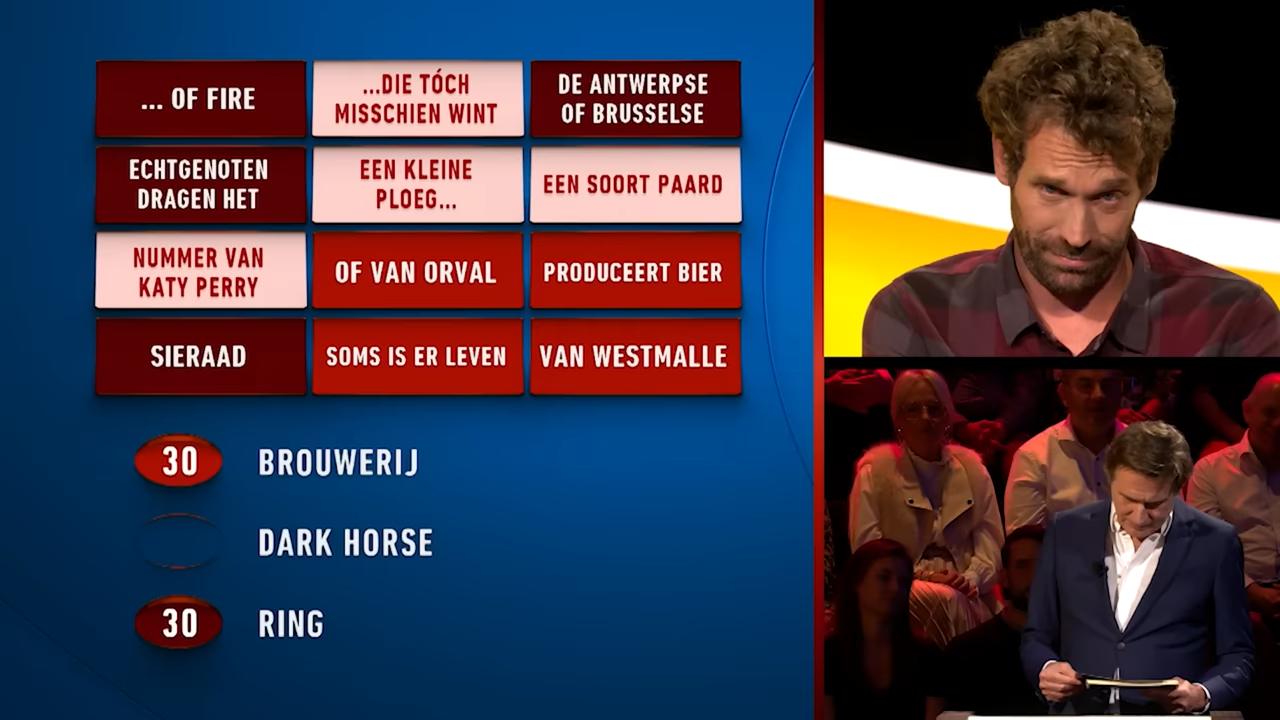 ... OF FIRE
...DIE TÓCH
MISSCHIEN WINT
DE ANTWERPSE
OF BRUSSELSE
ECHTGENOTEN
DRAGEN HET
EEN KLEINE
PLOEG...
EEN SOORT PAARD
NUMMER VAN
KATY PERRY
OF VAN ORVAL
PRODUCEERT BIER
SIERAAD
SOMS IS ER LEVEN
VAN WESTMALLE
30 BROUWERIJ
DARK HORSE
30 RING